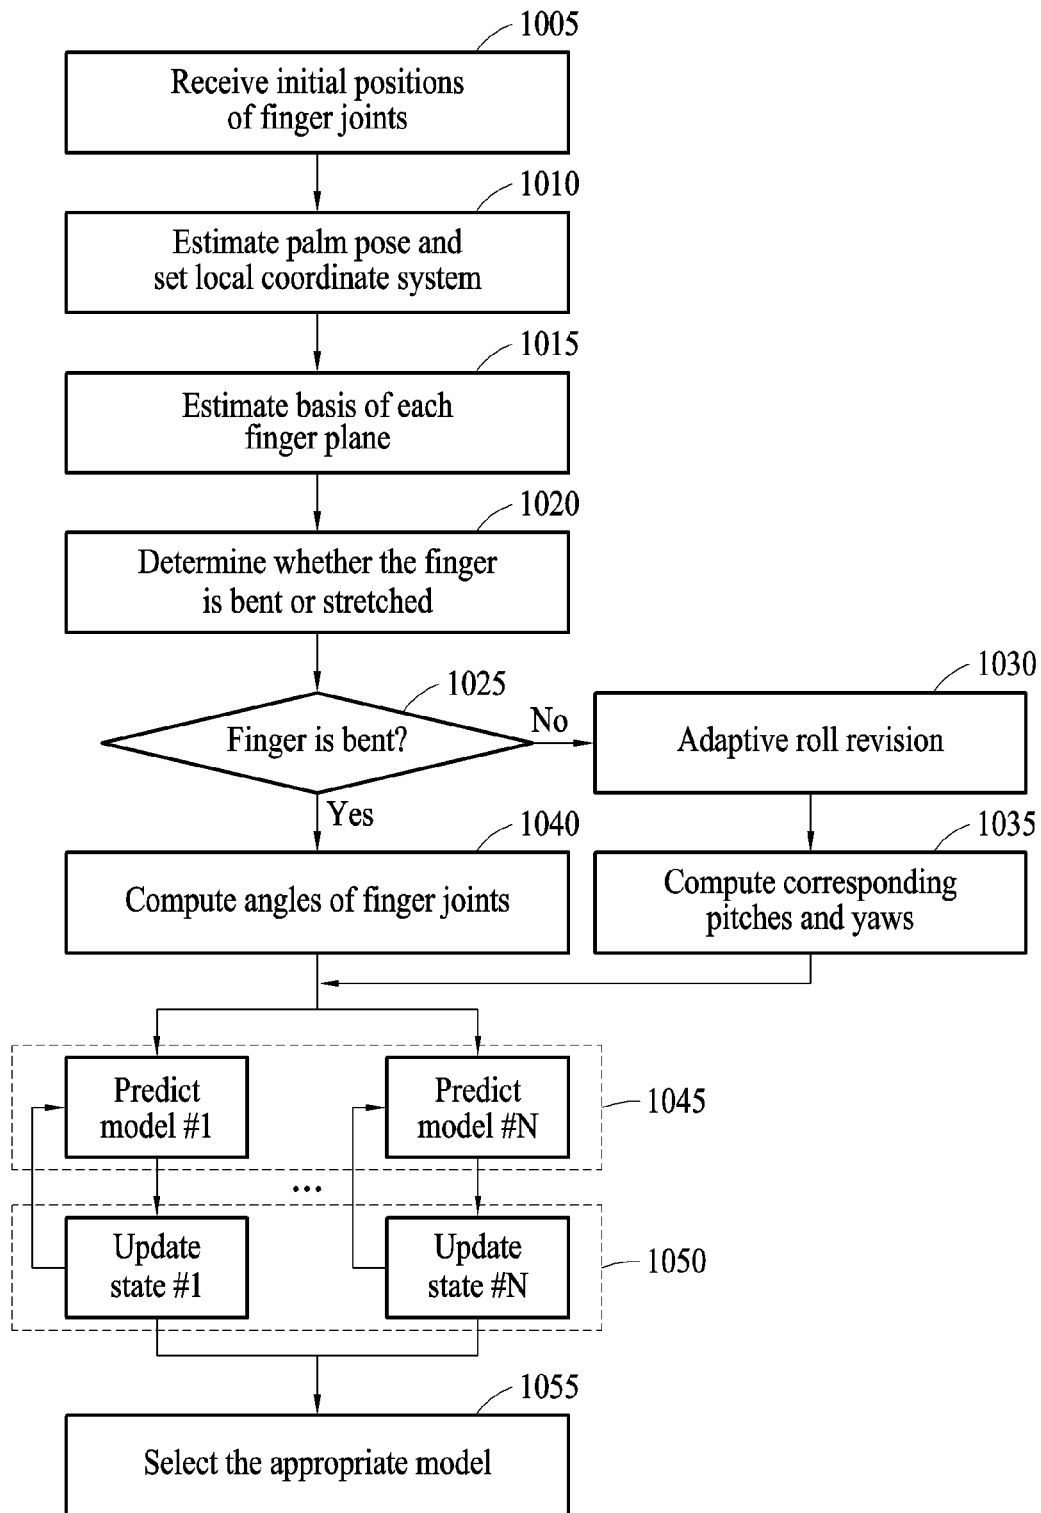 1005
Receive initial positions
of finger joints
1010
Estimate palm pose and
set local coordinate system
1015
Estimate basis of each
finger plane
1020
Determine whether the finger
is bent or stretched
1025
Finger is bent?
No
1030
Adaptive roll revision
Yes
1040
Compute angles of finger joints
1035
Compute corresponding
pitches and yaws
Predict
model #1
Predict
model #N
1045
...
Update
state #1
Update
state #N
1050
1055
Select the appropriate model